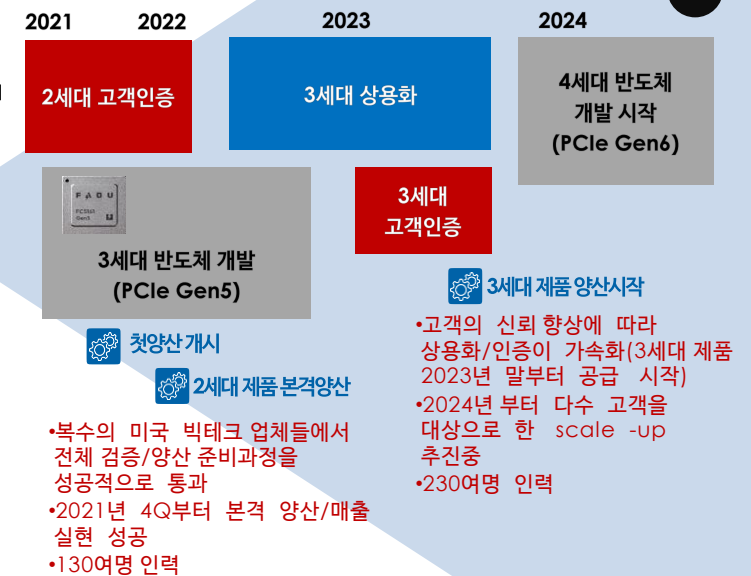 2021 2022 2023 2024
2세대 고객인증
3세대 상용화
4세대 반도체
개발 시작
(PCIe Gen6)
FADU
Gen5
3세대 반도체 개발
(PCIe Gen5)
3세대
고객인증
첫양산 개시
2세대 제품 본격양산
•복수의 미국 빅테크 업체들에서
전체 검증/양산 준비과정을
성공적으로 통과
•2021년 4Q부터 본격 양산/매출
실현 성공
•130여명 인력
3세대 제품 양산시작
•고객의 신뢰 향상에 따라
상용화/인증이 가속화(3세대 제품
2023년 말부터 공급 시작)
•2024년 부터 다수 고객을
대상으로 한 scale -up
추진중
•230여명 인력